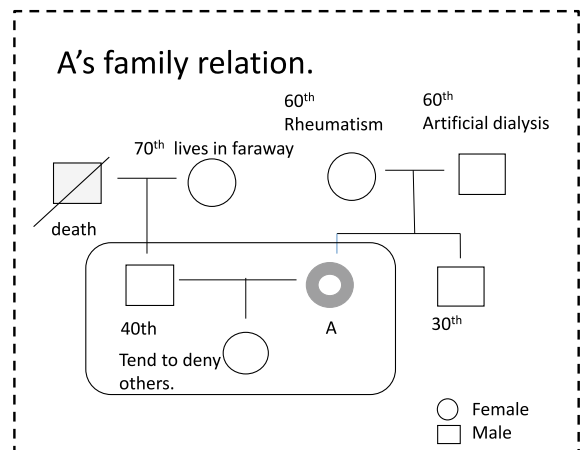 A’s family relation.
60th
Rheumatism
60th
Artificial dialysis
70th lives in faraway
death
40th
A
30th
Tend to deny
others.
Female
Male